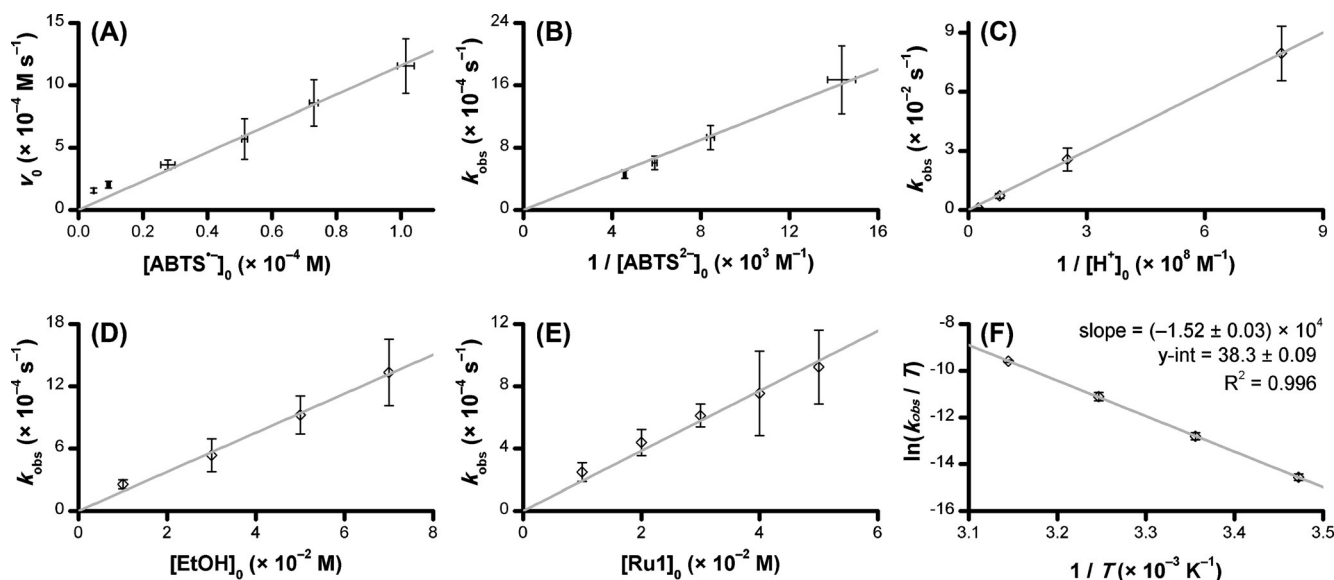 (A)
v₀ (× 10⁻⁴ M s⁻¹)
15
10
5
0
0.0 0.2 0.4 0.6 0.8 1.0
[ABTS•⁻]₀ (× 10⁻⁴ M)
(B)
kobs (× 10⁻⁴ s⁻¹)
24
16
8
0
0 4 8 12 16
1 / [ABTS²⁻]₀ (× 10³ M⁻¹)
(C)
kobs (× 10⁻² s⁻¹)
9
6
3
0
0 3 6 9
1 / [H⁺]₀ (× 10⁸ M⁻¹)
(D)
kobs (× 10⁻⁴ s⁻¹)
18
12
6
0
0 2 4 6 8
[EtOH]₀ (× 10⁻² M)
(E)
kobs (× 10⁻⁴ s⁻¹)
12
8
4
0
0 2 4 6
[Ru1]₀ (× 10⁻² M)
(F)
slope = (–1.52 ± 0.03) × 10⁴
y-int = 38.3 ± 0.09
R² = 0.996
ln(kobs / T)
-8
-10
-12
-14
-16
3.1 3.2 3.3 3.4 3.5
1 / T (× 10⁻³ K⁻¹)